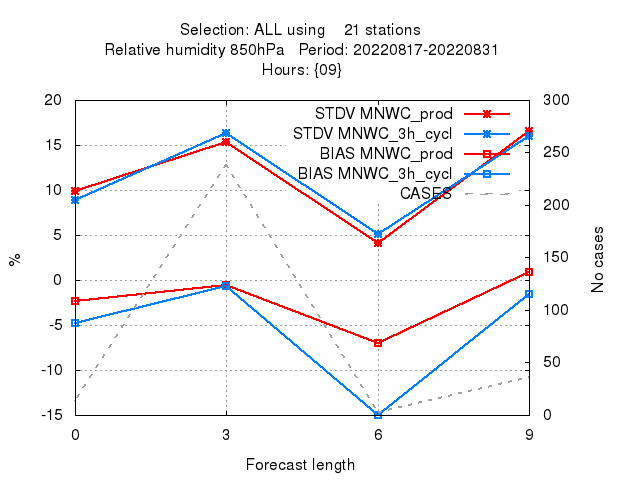 Selection: ALL using    21 stations
Relative humidity 850hPa   Period: 20220817-20220831
Hours: {09}
20
15
10
5
0
-5
-10
-15
%
300
250
200
150
100
50
0
No cases
STDV MNWC_prod
STDV MNWC_3h_cycl
BIAS MNWC_prod
BIAS MNWC_3h_cycl
CASES
0 3 6 9
Forecast length